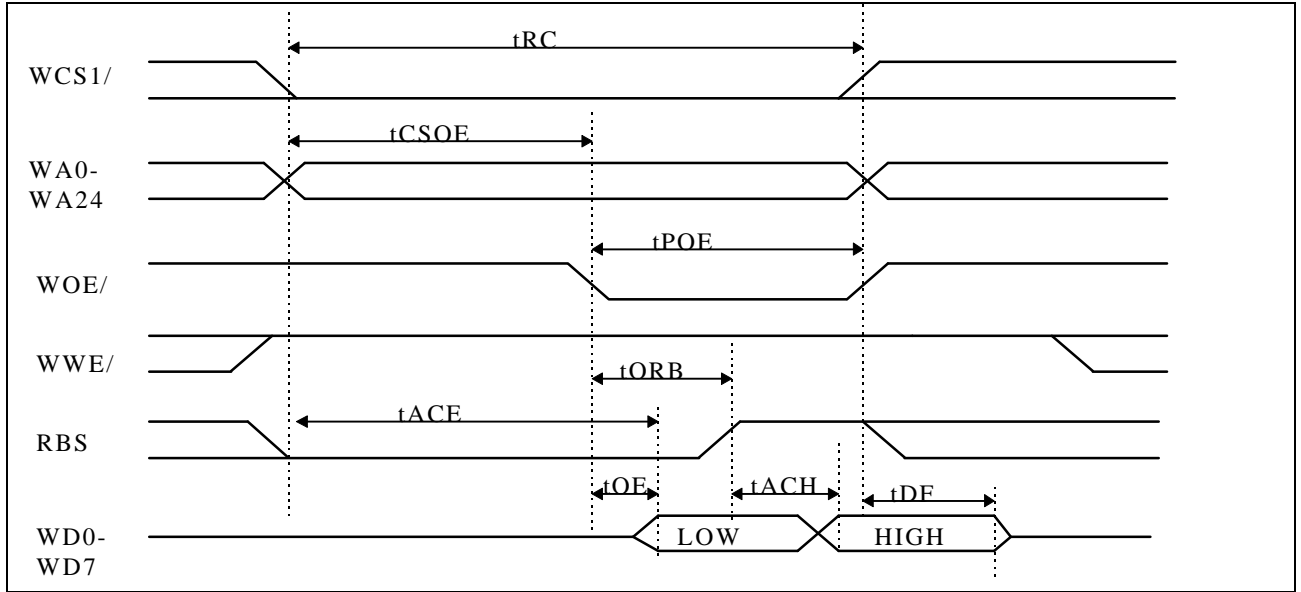 tRC
WCS1/
tCSOE
WA0-
WA24
tPOE
WOE/
WWE/
tORB
tACE
RBS
tOE
tACH
tDF
WD0-
WD7
LOW
HIGH